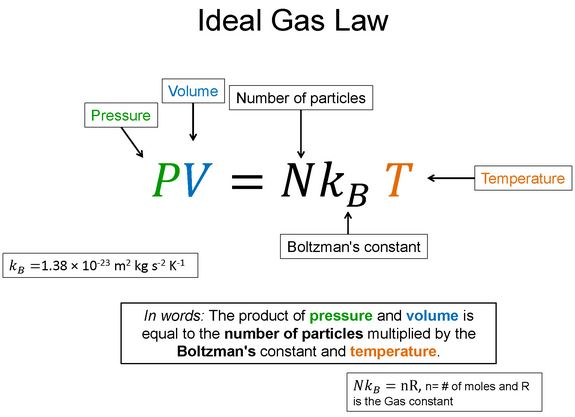 Ideal Gas Law
Volume
Number of particles
Pressure
PV = Nk_B T
Temperature
Boltzman's constant
k_B =1.38 × 10⁻²³ m² kg s⁻² K⁻¹
In words: The product of pressure and volume is
equal to the number of particles multiplied by the
Boltzman's constant and temperature.
Nk_B = nR, n= # of moles and R
is the Gas constant